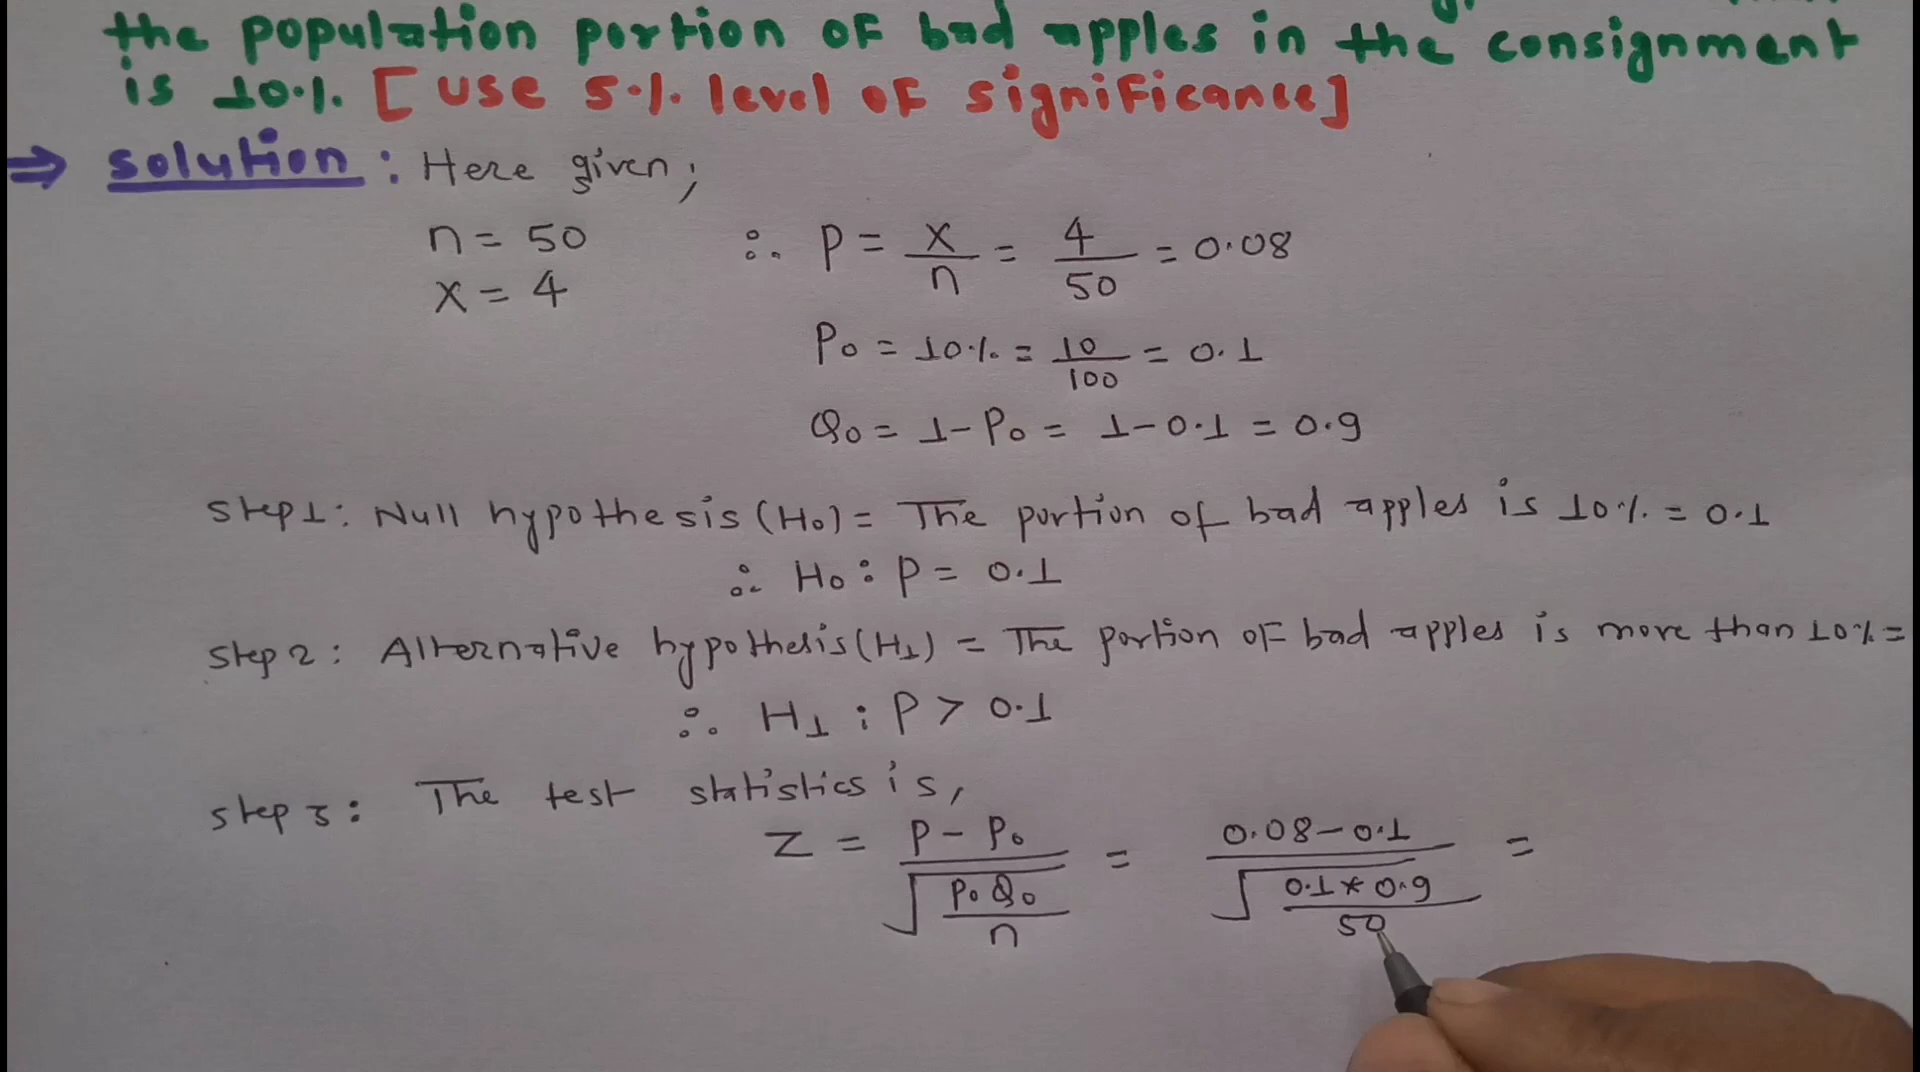 the population portion of bad apples in the consignment
is 10%. [use 5% level of significance]
⇒ solution: Here given;
n = 50 ∴ p = x/n = 4/50 = 0.08
x = 4
P₀ = 10% = 10/100 = 0.1
Q₀ = 1-P₀ = 1-0.1 = 0.9
step1: Null hypothesis (H₀) = The portion of bad apples is 10% = 0.1
∴ H₀ : p = 0.1
step2: Alternative hypothesis (H₁) = The portion of bad apples is more than 10% =
∴ H₁ : P > 0.1
step3: The test statistics is,
Z = (p - P₀)/√(P₀Q₀/n) = (0.08-0.1)/√(0.1*0.9/50) =